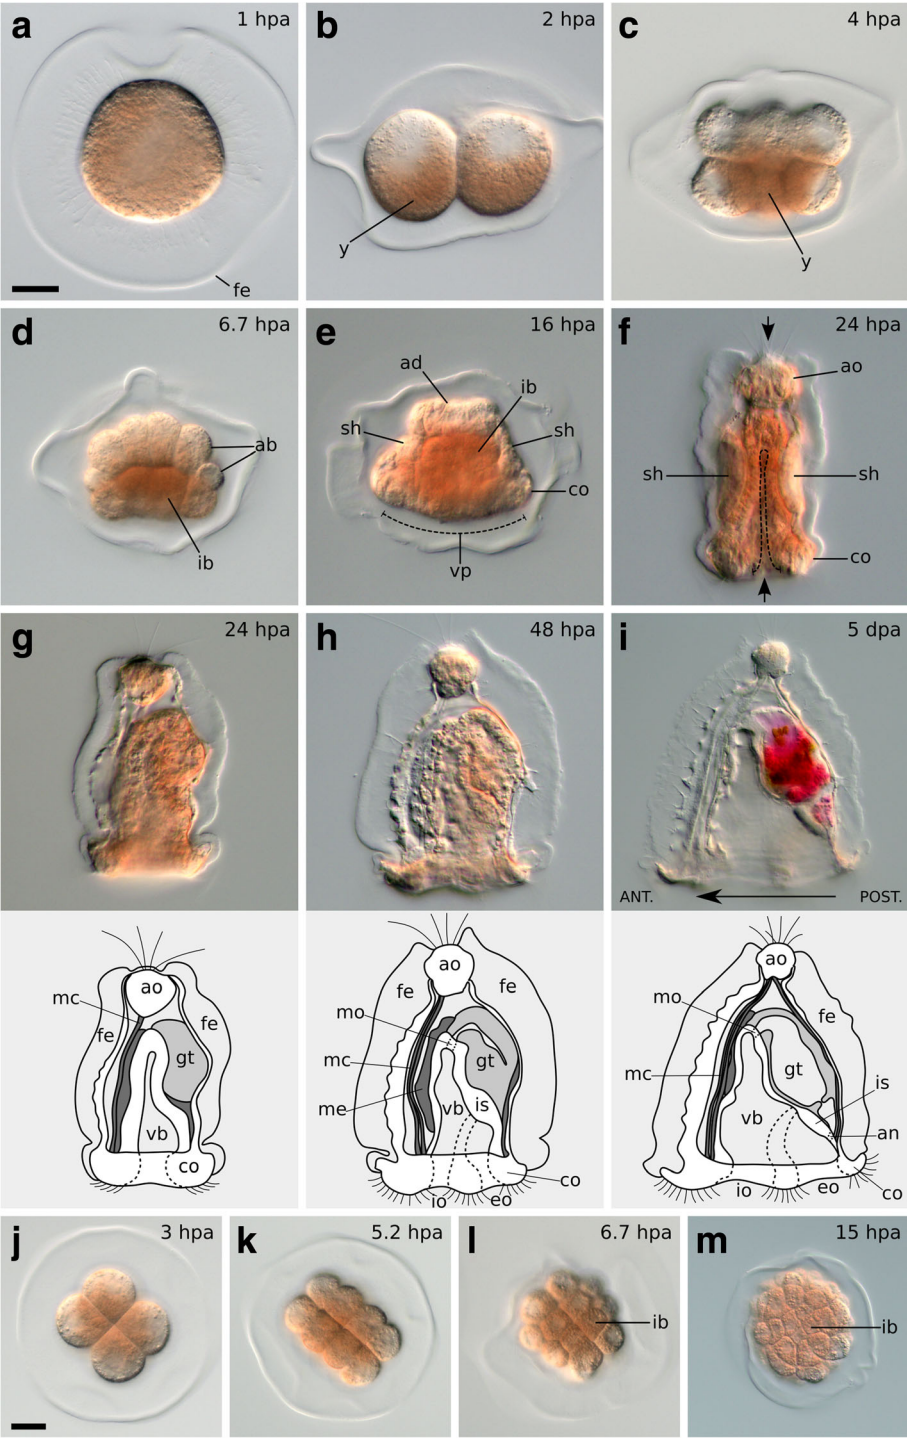 a 1 hpa b 2 hpa c 4 hpa
y
y
fe
d 6.7 hpa e 16 hpa f 24 hpa
ad
ib
ao
sh sh
ab
sh sh
co
ib
vp
co
g 24 hpa h 48 hpa i 5 dpa
ANT. POST.
ao
mc
fe fe
gt
vb
co
ao
fe fe
mo
mc
gt
me
vb is
co
io eo
ao
mo
fe
mc
gt
is
vb
an
io eo
co
j 3 hpa k 5.2 hpa l 6.7 hpa m 15 hpa
ib
ib